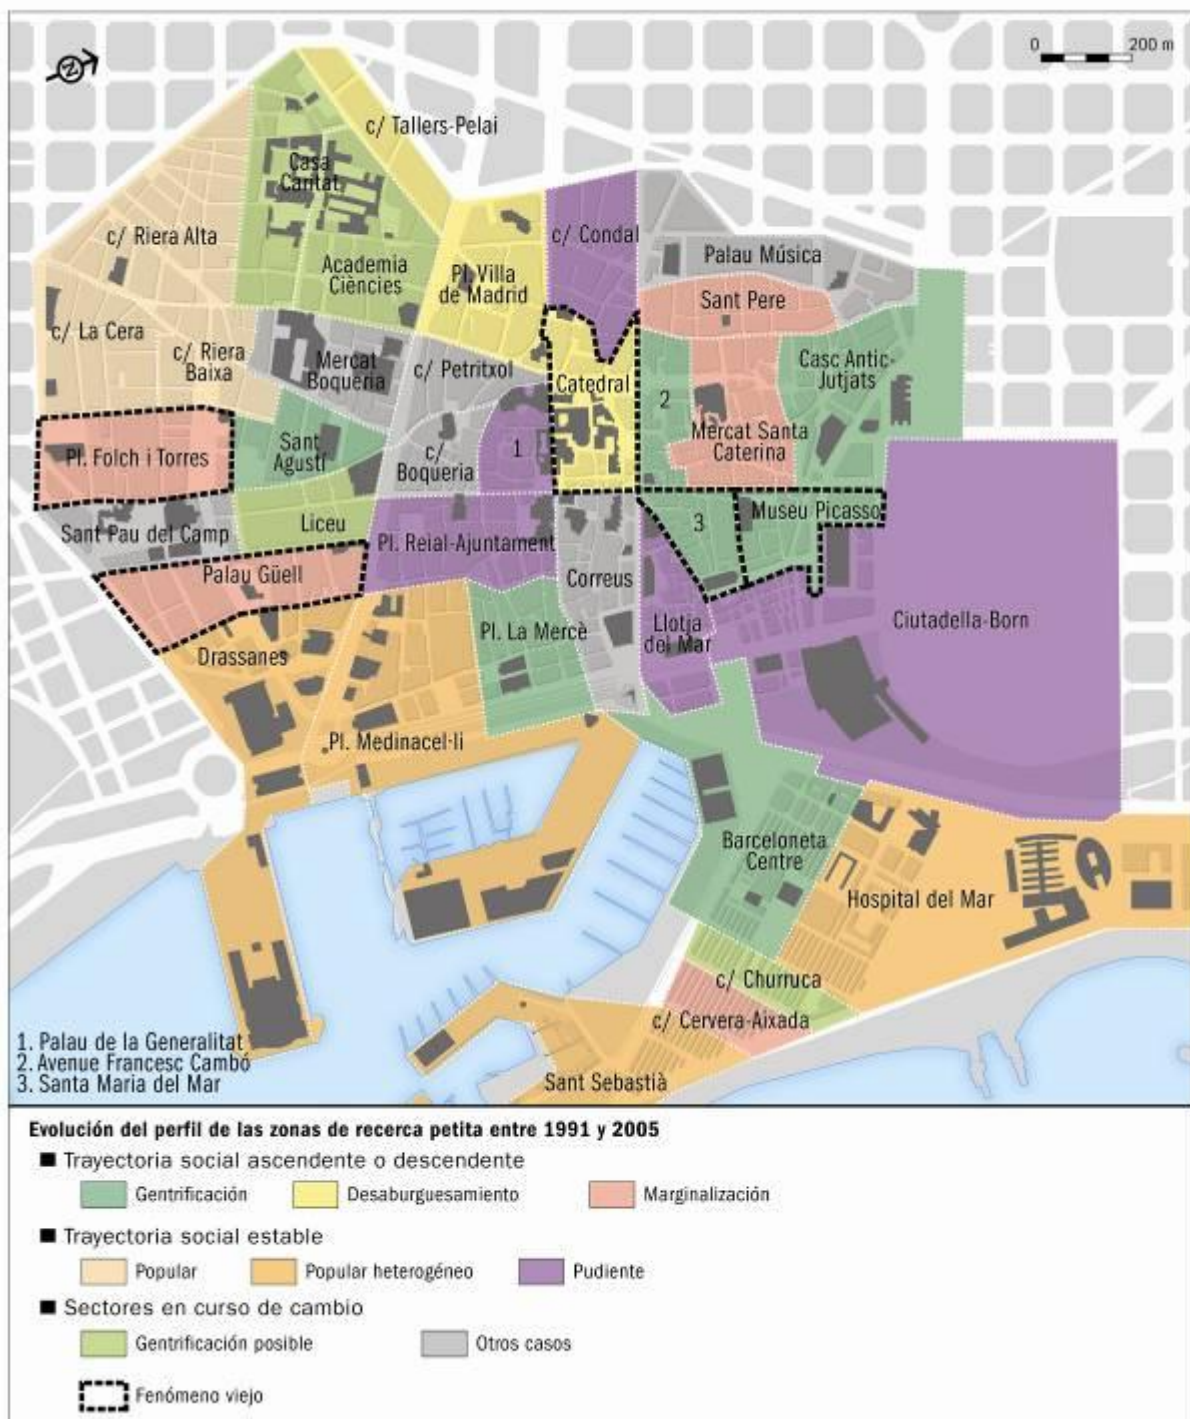 N
0 200 m
c/ Tallers-Pelai
Casa
Caritat
c/ Riera Alta
c/ Condal
Palau Música
Academia
Ciències
Pl. Villa
de Madrid
Sant Pere
c/ La Cera
c/ Riera
Baixa
Mercat
Boqueria
c/ Petritxol
Catedral
Casc Antic-
Jutjats
2
Mercat Santa
Caterina
Sant
Agustí
c/
Boqueria
1
Pl. Folch i Torres
Liceu
3
Museu Picasso
Sant Pau del Camp
Pl. Reial-Ajuntament
Palau Güell
Correus
Pl. La Mercè
Llotja
del Mar
Ciutadella-Born
Drassanes
Pl. Medinacel·li
Barceloneta
Centre
Hospital del Mar
c/ Churruca
c/ Cervera-Aixada
Sant Sebastià
1. Palau de la Generalitat
2. Avenue Francesc Cambó
3. Santa Maria del Mar
Evolución del perfil de las zonas de recerca petita entre 1991 y 2005
Trayectoria social ascendente o descendente
Gentrificación Desaburguesamiento Marginalización
Trayectoria social estable
Popular Popular heterogéneo Pudiente
Sectores en curso de cambio
Gentrificación posible Otros casos
Fenómeno viejo